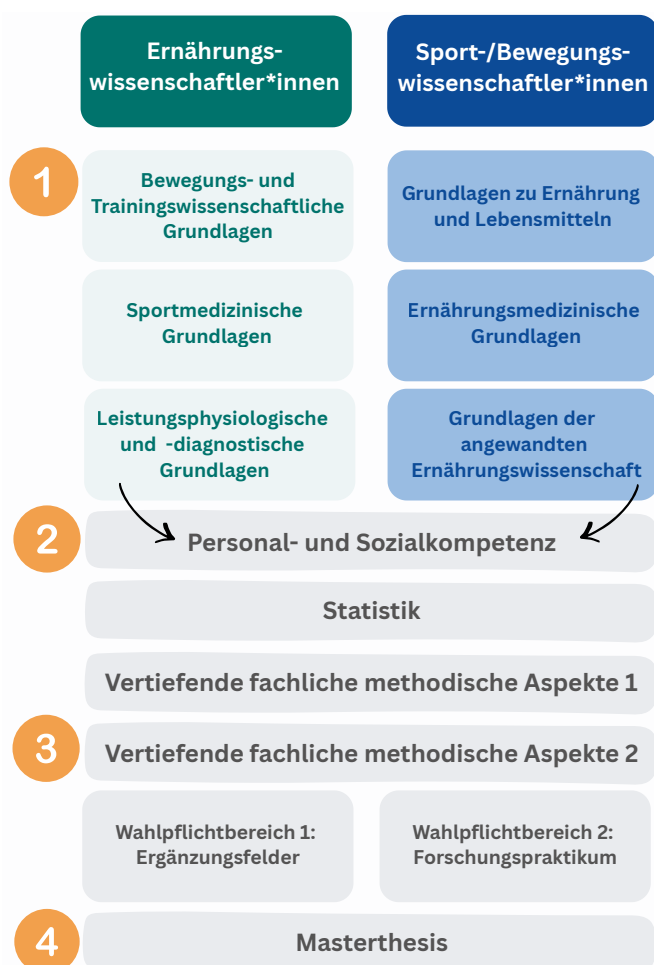 Ernährungs-
wissenschaftler*innen
Sport-/Bewegungs-
wissenschaftler*innen
1
Bewegungs- und
Trainingswissenschaftliche
Grundlagen
Grundlagen zu Ernährung
und Lebensmitteln
Sportmedizinische
Grundlagen
Ernährungsmedizinische
Grundlagen
Leistungsphysiologische
und -diagnostische
Grundlagen
Grundlagen der
angewandten
Ernährungswissenschaft
2
Personal- und Sozialkompetenz
Statistik
Vertiefende fachliche methodische Aspekte 1
3
Vertiefende fachliche methodische Aspekte 2
Wahlpflichtbereich 1:
Ergänzungsfelder
Wahlpflichtbereich 2:
Forschungspraktikum
4
Masterthesis